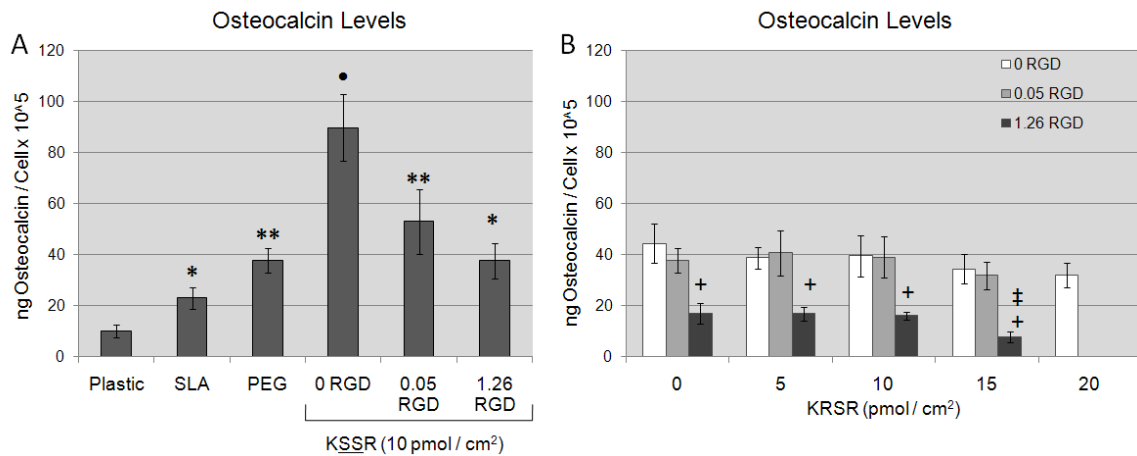 Osteocalcin Levels
A
ng Osteocalcin / Cell x 10^5
120
100
80
60
40
20
0
•
*
**
**
*
Plastic SLA PEG 0 RGD 0.05 RGD 1.26 RGD
KSSR (10 pmol / cm²)
Osteocalcin Levels
B
ng Osteocalcin / Cell x 10^5
120
100
80
60
40
20
0
0 RGD
0.05 RGD
1.26 RGD
+ + + ‡ +
0 5 10 15 20
KRSR (pmol / cm²)